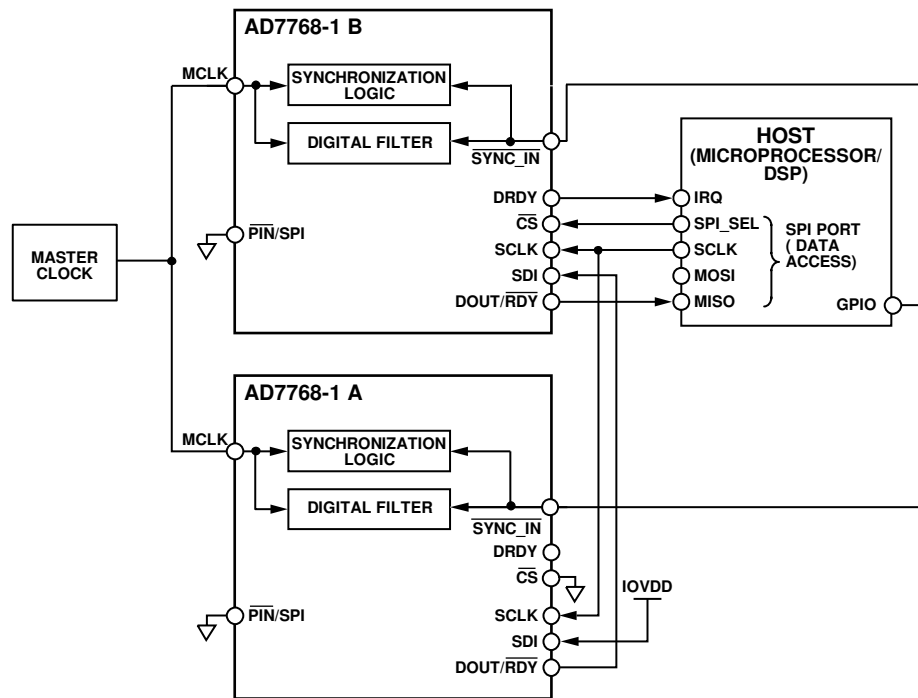 AD7768-1 B
MCLK
SYNCHRONIZATION
LOGIC
DIGITAL FILTER
SYNC_IN
DRDY
CS
SCLK
SDI
DOUT/RDY
PIN/SPI
MASTER
CLOCK
HOST
(MICROPROCESSOR/
DSP)
IRQ
SPI_SEL
SCLK
MOSI
MISO
SPI PORT
( DATA
ACCESS)
GPIO
AD7768-1 A
MCLK
SYNCHRONIZATION
LOGIC
DIGITAL FILTER
SYNC_IN
DRDY
CS
SCLK
SDI
DOUT/RDY
PIN/SPI
IOVDD